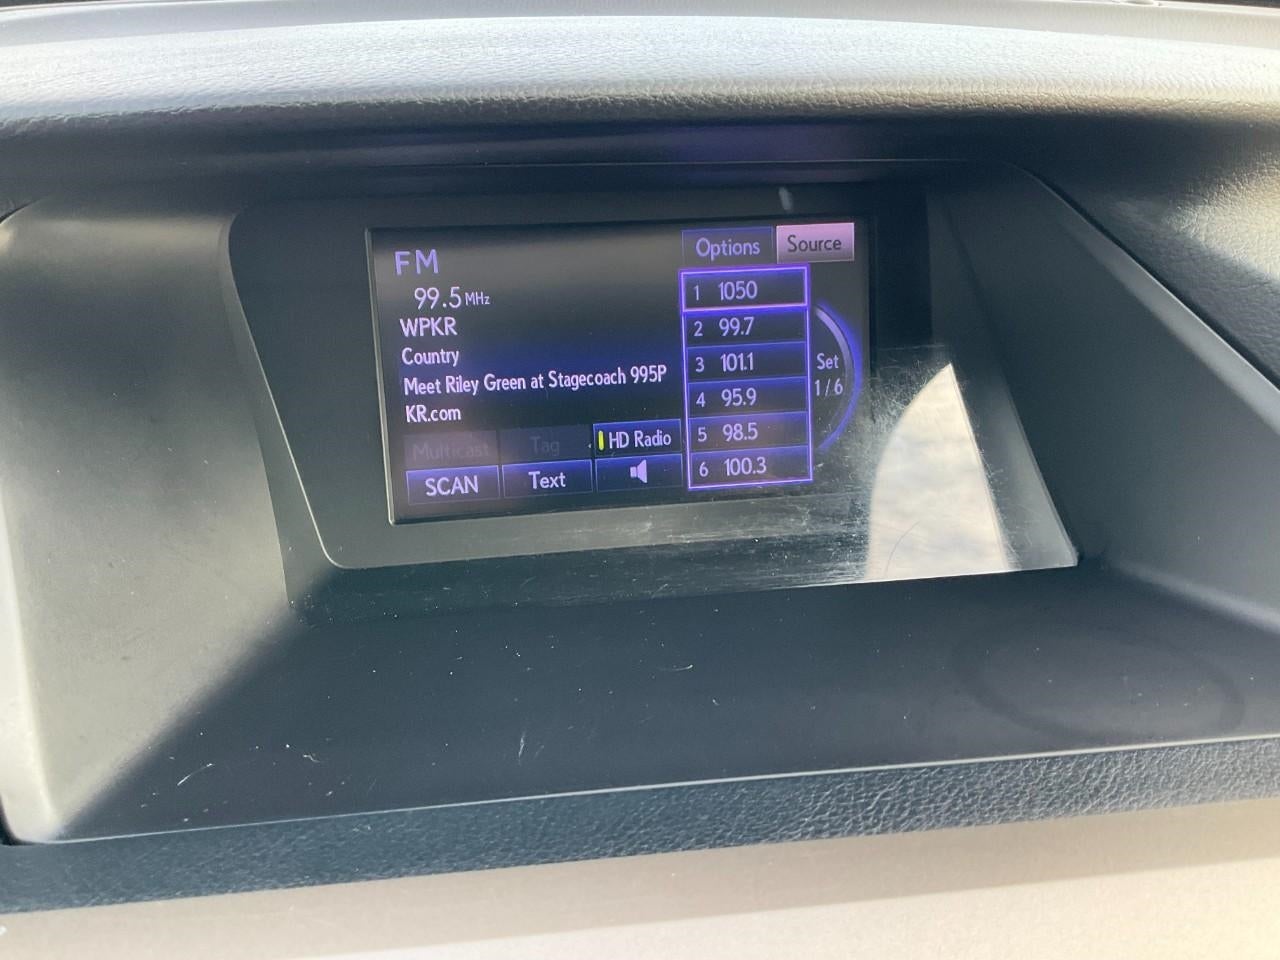 FM
99.5 MHz
WPKR
Country
Meet Riley Green at Stagecoach 995P
KR.com
Multicast Tag HD Radio
SCAN Text
Options Source
1 1050
2 99.7
3 101.1
4 95.9
5 98.5
6 100.3
Set
1/6